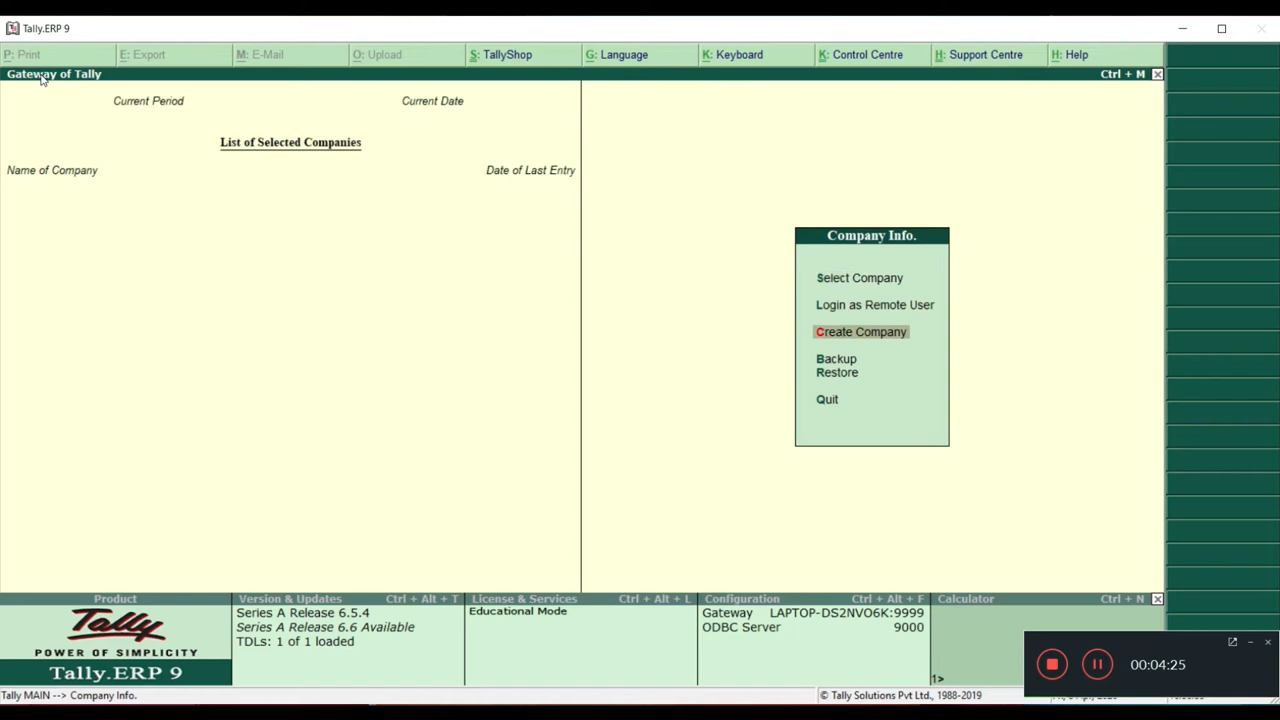 Tally.ERP 9
P: Print E: Export M: E-Mail O: Upload S: TallyShop G: Language K: Keyboard K: Control Centre H: Support Centre H: Help
Gateway of Tally Ctrl + M
Current Period Current Date
List of Selected Companies
Name of Company Date of Last Entry
Company Info.
Select Company
Login as Remote User
Create Company
Backup
Restore
Quit
Product Version & Updates Ctrl + Alt + T License & Services Ctrl + Alt + L Configuration Ctrl + Alt + F Calculator Ctrl + N
Tally
POWER OF SIMPLICITY
Tally.ERP 9
Series A Release 6.5.4
Series A Release 6.6 Available
TDLs: 1 of 1 loaded
Educational Mode
Gateway LAPTOP-DS2NVO6K:9999
ODBC Server 9000
1>
00:04:25
Tally MAIN --> Company Info. © Tally Solutions Pvt Ltd., 1988-2019